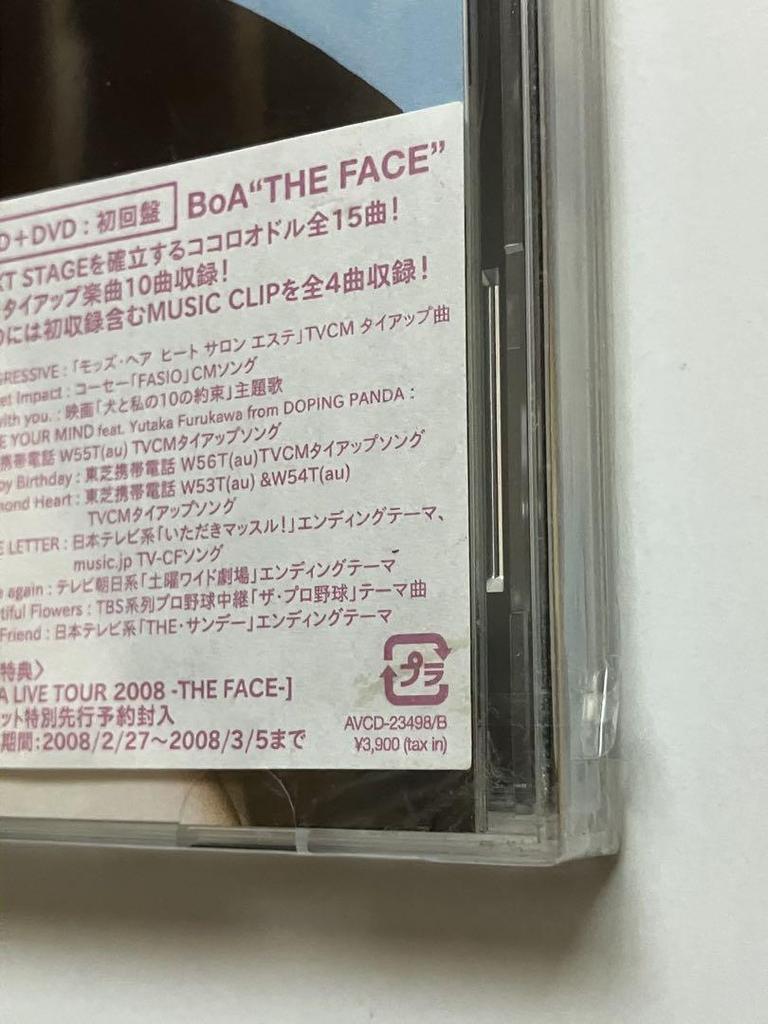 D+DVD：初回盤 BoA“THE FACE”
XT STAGEを確立するココロオドル全15曲！
タイアップ楽曲10曲収録！
Dには初収録含むMUSIC CLIPを全4曲収録！
GRESSIVE：「モッズ・ヘア ヒート サロン エステ」TVCM タイアップ曲
et Impact：コーセー「FASIO」CMソング
with you.：映画「犬と私の10の約束」主題歌
E YOUR MIND feat. Yutaka Furukawa from DOPING PANDA：
携帯電話 W55T(au) TVCMタイアップソング
py Birthday：東芝携帯電話 W56T(au)TVCMタイアップソング
mond Heart：東芝携帯電話 W53T(au) &W54T(au)
TVCMタイアップソング
E LETTER：日本テレビ系「いただきマッスル！」エンディングテーマ、
music.jp TV-CFソング
e again：テレビ朝日系「土曜ワイド劇場」エンディングテーマ
utiful Flowers：TBS系列プロ野球中継「ザ・プロ野球」テーマ曲
Friend：日本テレビ系「THE・サンデー」エンディングテーマ
特典〉
A LIVE TOUR 2008 -THE FACE-]
ット特別先行予約封入
期間：2008/2/27〜2008/3/5まで
プラ
AVCD-23498/B
¥3,900 (tax in)